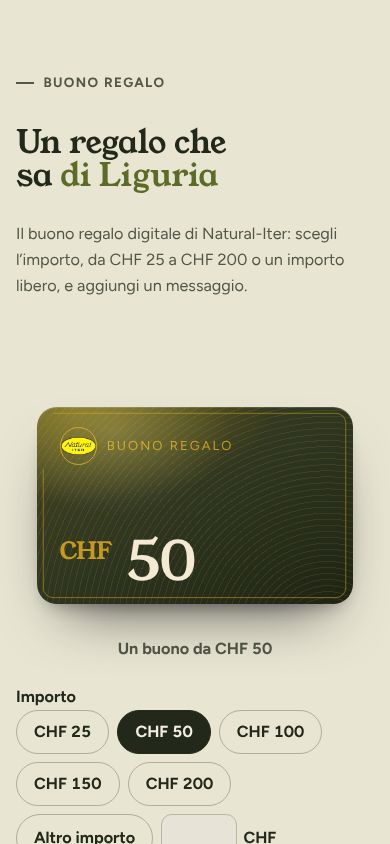 BUONO REGALO
Un regalo che
sa di Liguria
Il buono regalo digitale di Natural-Iter: scegli
l'importo, da CHF 25 a CHF 200 o un importo
libero, e aggiungi un messaggio.
Natural
ITER
BUONO REGALO
CHF 50
Un buono da CHF 50
Importo
CHF 25
CHF 50
CHF 100
CHF 150
CHF 200
Altro importo
CHF